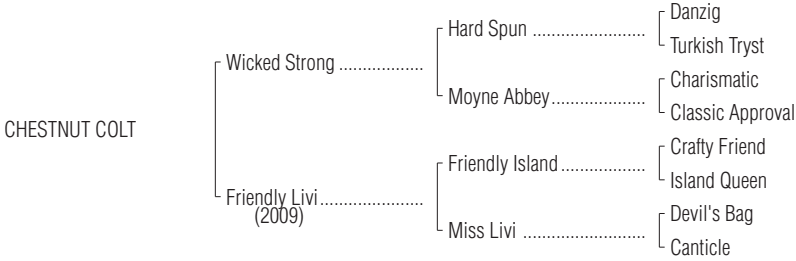 Danzig
Hard Spun ........................
Turkish Tryst
Wicked Strong ..................
Charismatic
Moyne Abbey....................
Classic Approval
CHESTNUT COLT
Crafty Friend
Friendly Island..................
Island Queen
Friendly Livi......................
(2009)
Devil's Bag
Miss Livi ..........................
Canticle